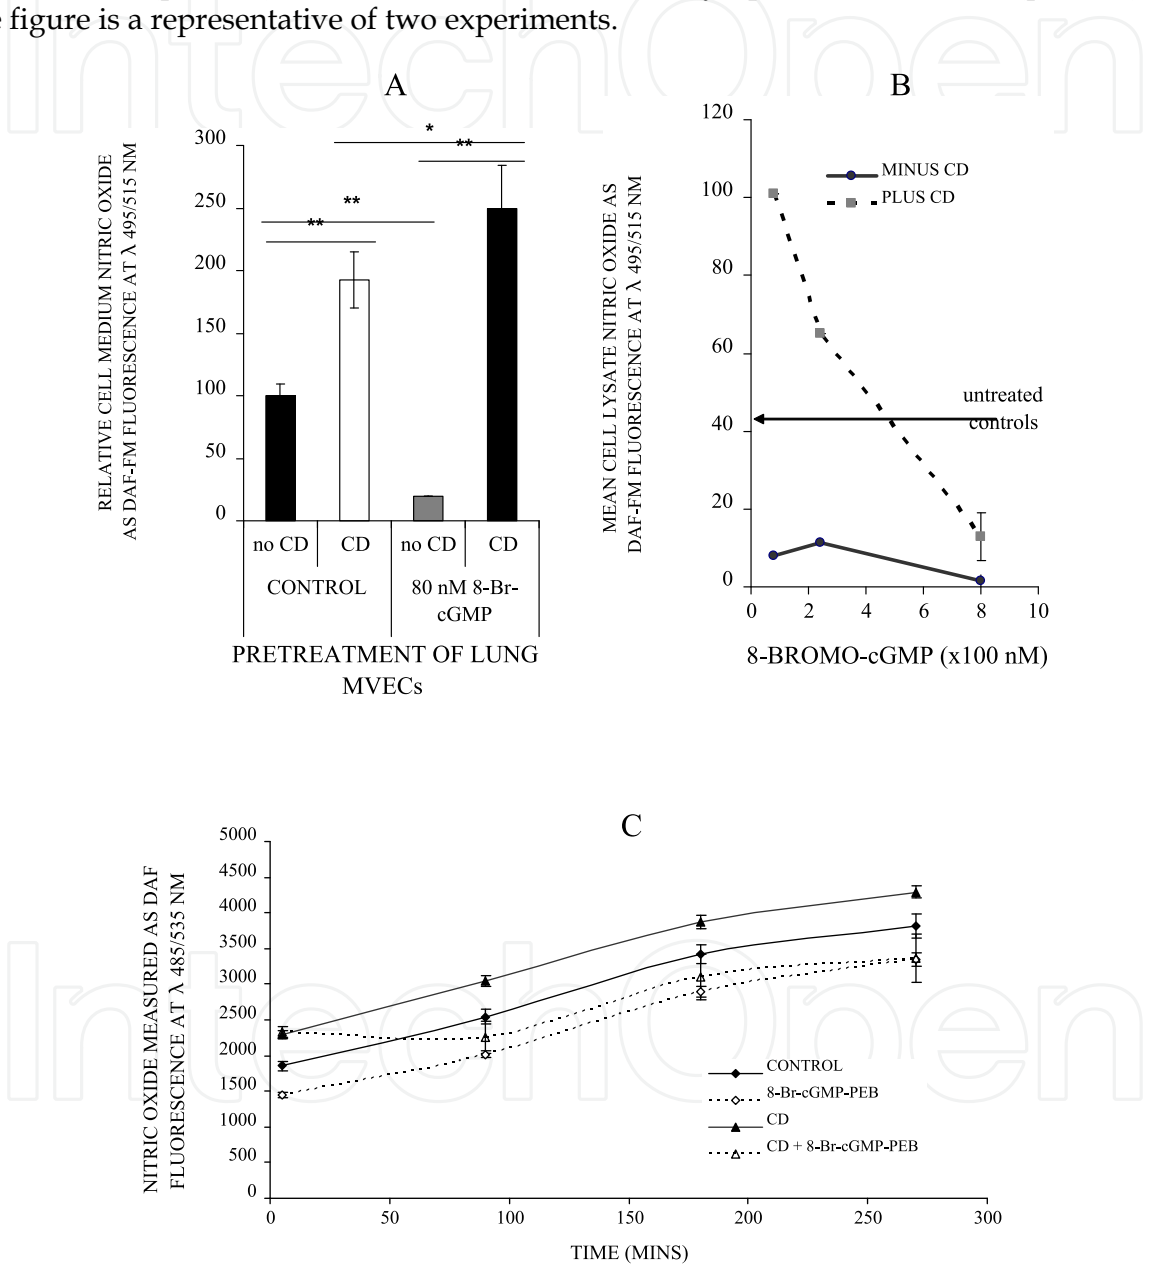 figure is a representative of two experiments.
IntechOpen
A
RELATIVE CELL MEDIUM NITRIC OXIDE
AS DAF-FM FLUORESCENCE AT λ 495/515 NM
300
250
200
150
100
50
0
*
**
**
**
no CD
CD
no CD
CD
CONTROL
80 nM 8-Br-
cGMP
PRETREATMENT OF LUNG
MVECs
B
MEAN CELL LYSATE NITRIC OXIDE AS
DAF-FM FLUORESCENCE AT λ 495/515 NM
120
100
80
60
40
20
0
MINUS CD
PLUS CD
untreated
controls
0 2 4 6 8 10
8-BROMO-cGMP (x100 nM)
C
NITRIC OXIDE MEASURED AS DAF
FLUORESCENCE AT λ 485/535 NM
5000
4500
4000
3500
3000
2500
2000
1500
1000
500
0
CONTROL
8-Br-cGMP-PEB
CD
CD + 8-Br-cGMP-PEB
0 50 100 150 200 250 300
TIME (MINS)
IntechOpen